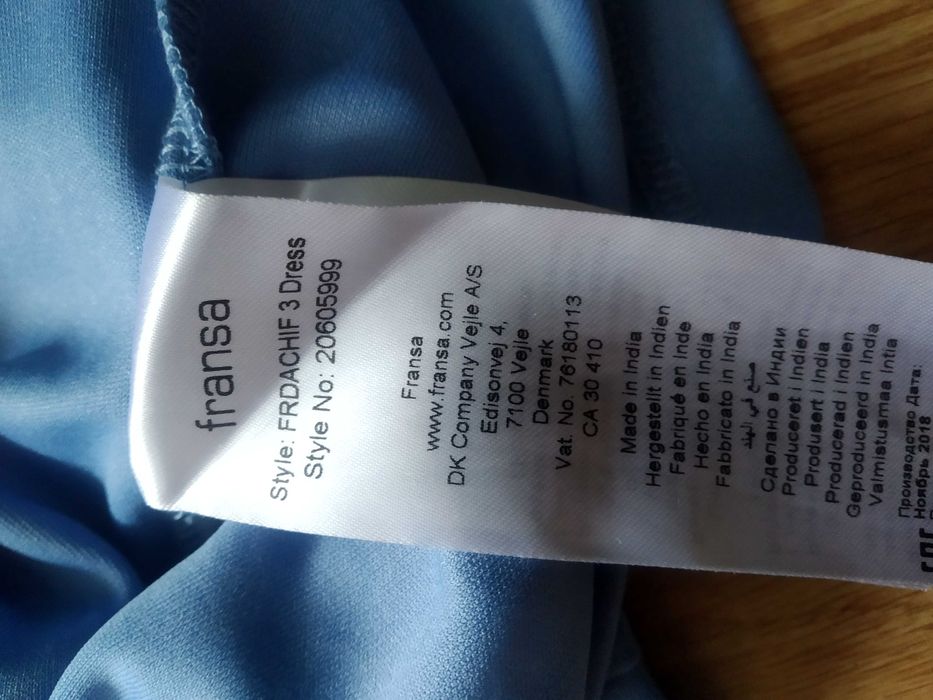 fransa
Style: FRDACHIF 3 Dress
Style No: 20605999
Fransa
www.fransa.com
DK Company Vejle A/S
Edisonvej 4,
7100 Vejle
Denmark
Vat. No. 76180113
CA 30 410
Made in India
Hergestellt in Indien
Fabriqué en Inde
Hecho en India
Fabbricato in India
صنع في الهند
Сделано в Индии
Produceret i Indien
Produsert i India
Producerad i Indien
Geproduceerd in India
Valmistusmaa Intia
Производство Дата:
Ноябрь 2018